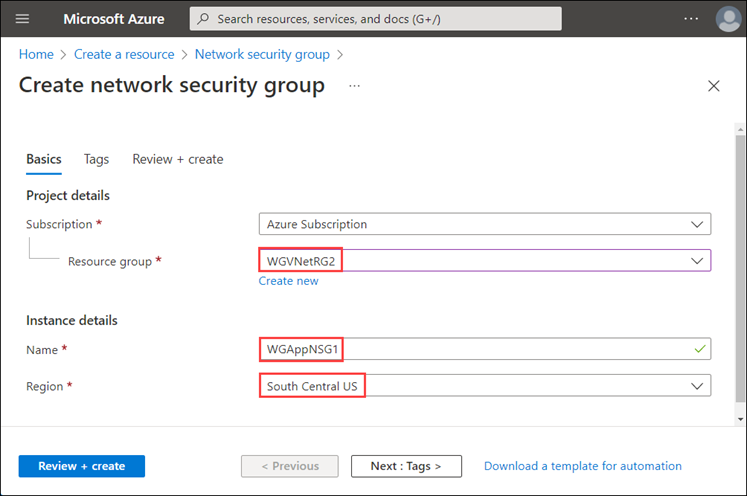 Microsoft Azure
Search resources, services, and docs (G+/)
...
Home > Create a resource > Network security group >
Create network security group ...
Basics Tags Review + create
Project details
Subscription * Azure Subscription
Resource group * WGVNetRG2
Create new
Instance details
Name * WGAppNSG1
Region * South Central US
Review + create < Previous Next : Tags > Download a template for automation